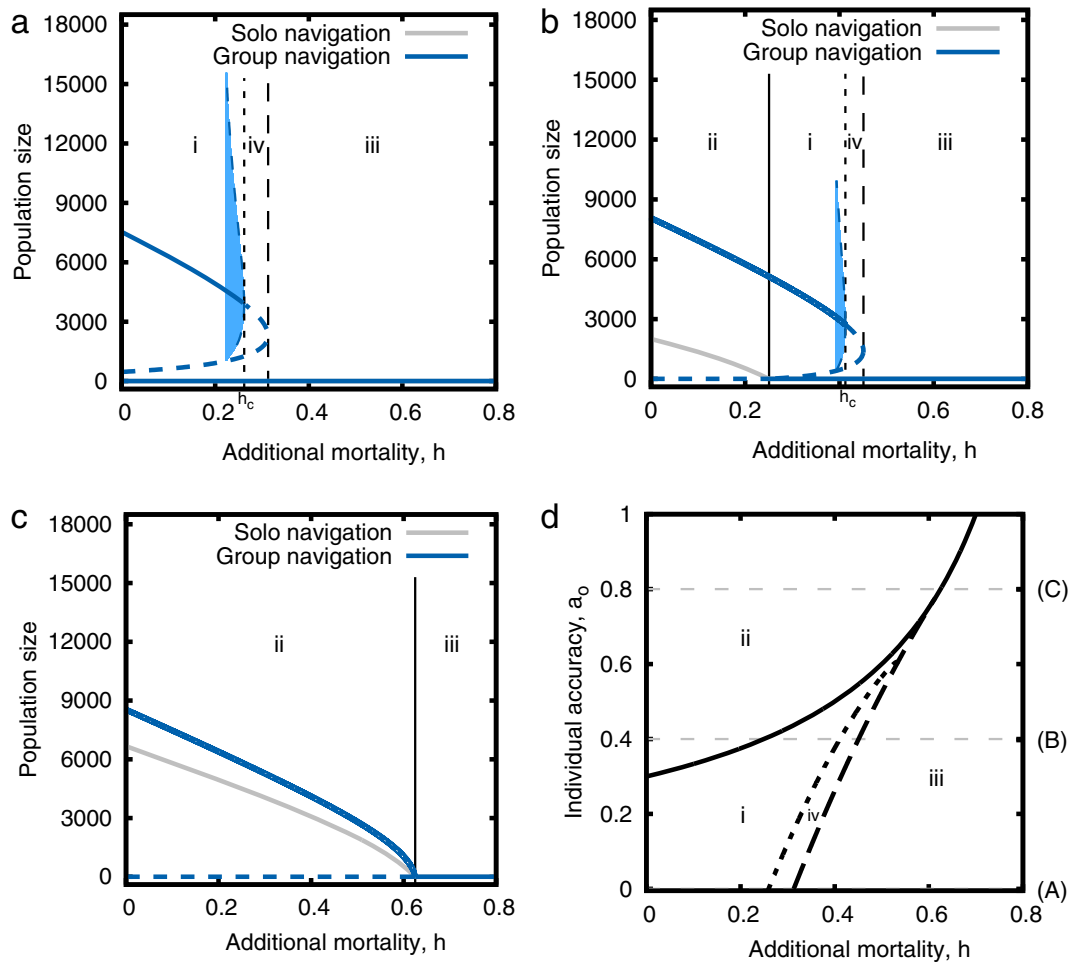 a
Solo navigation
Group navigation
18000
15000
12000
9000
6000
3000
0
Population size
i
iv
iii
0
0.2
h_c
0.4
0.6
0.8
Additional mortality, h
b
Solo navigation
Group navigation
18000
15000
12000
9000
6000
3000
0
Population size
ii
i
iv
iii
0
0.2
0.4
h_c
0.6
0.8
Additional mortality, h
c
Solo navigation
Group navigation
18000
15000
12000
9000
6000
3000
0
Population size
ii
iii
0
0.2
0.4
0.6
0.8
Additional mortality, h
d
1
0.8
0.6
0.4
0.2
0
Individual accuracy, a_o
ii
i
iv
iii
(C)
(B)
(A)
0
0.2
0.4
0.6
0.8
Additional mortality, h